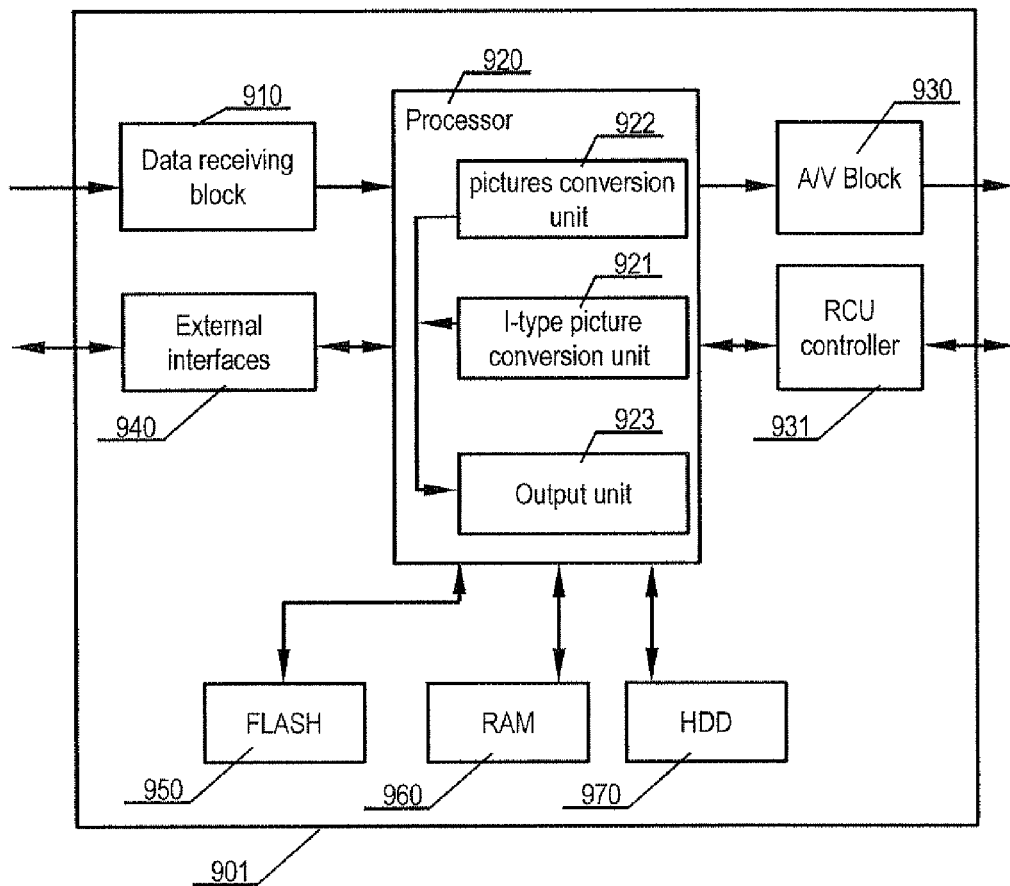 920
910
Processor
922
930
Data receiving
block
pictures conversion
unit
A/V Block
921
External
interfaces
I-type picture
conversion unit
RCU
controller
940
931
923
Output unit
FLASH
RAM
HDD
950
960
970
901